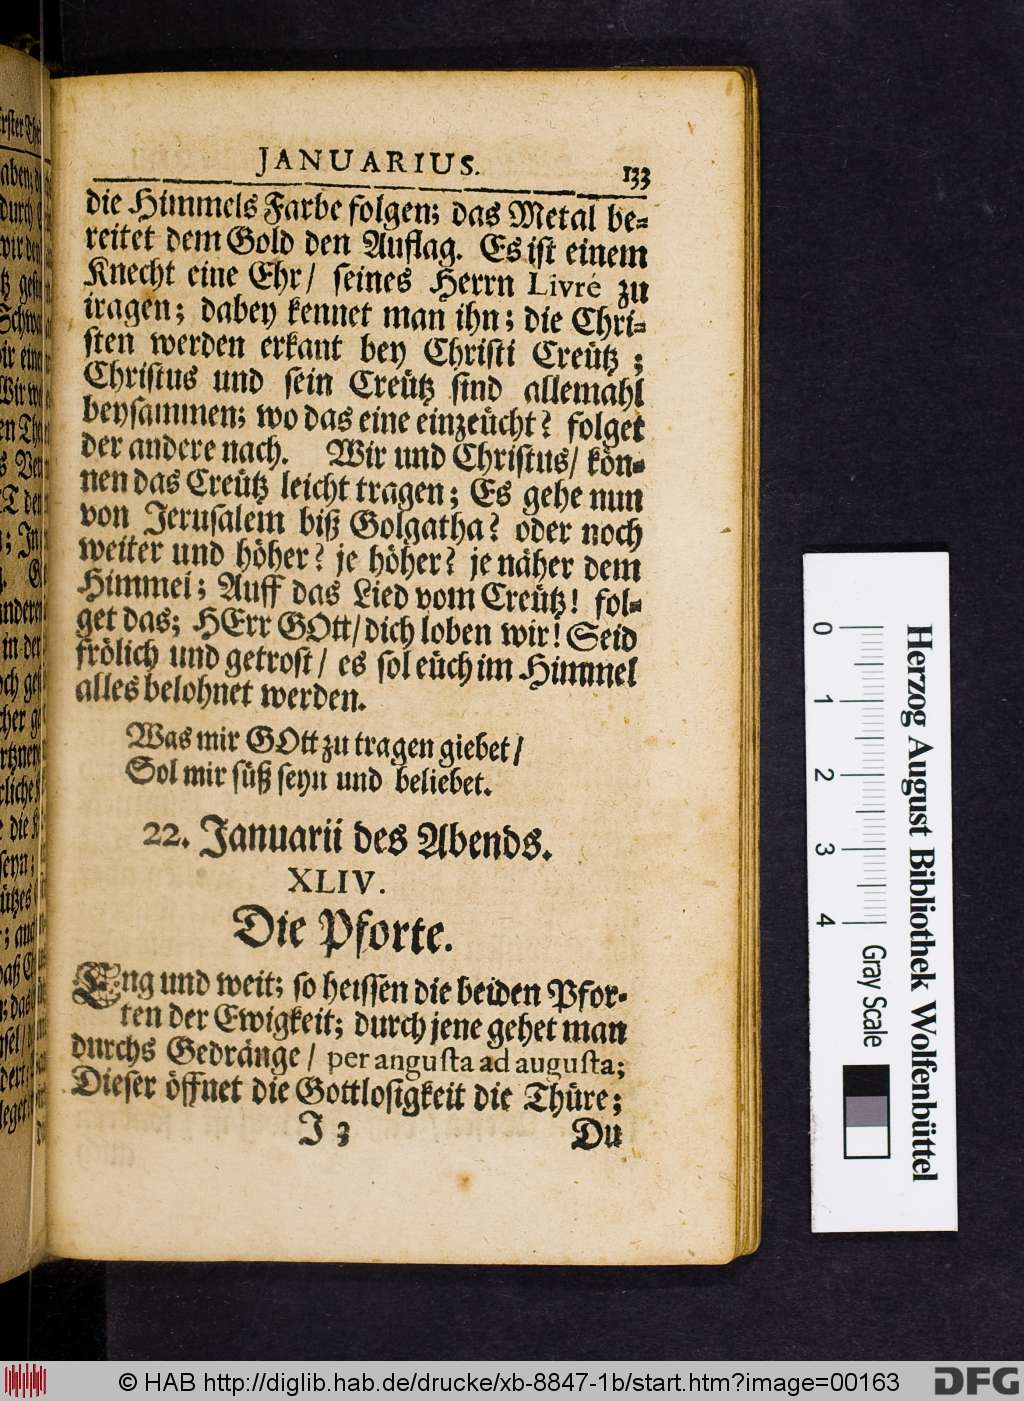 JANUARIUS. 133
die Himmels Farbe folgen; das Metal be-
reitet dem Gold den Auflag. Es ist einem
Knecht eine Ehr / seines Herrn Livré zu
tragen; dabey kennet man ihn; die Chri-
sten werden erkant bey Christi Creütz;
Christus und sein Creütz sind allemahl
beysammen; wo das eine einzeücht? folget
der andere nach. Wir und Christus / kön-
nen das Creütz leicht tragen; Es gehe nun
von Jerusalem biß Golgatha? oder noch
weiter und höher? je höher? je näher dem
Himmel; Auff das Lied vom Creütz! fol-
get das; HErr GOtt / dich loben wir! Seid
frölich und getrost / es sol eüch im Himmel
alles belohnet werden.
Was mir GOtt zu tragen giebet /
Sol mir süß seyn und beliebet.
22. Januarii des Abends.
XLIV.
Die Pforte.
Eng und weit; so heissen die beiden Pfor-
ten der Ewigkeit; durch jene gehet man
durchs Gedränge / per angusta ad augusta;
Dieser öffnet die Gottlosigkeit die Thüre;
J 3 Du
0 1 2 3 4 Gray Scale
Herzog August Bibliothek Wolfenbüttel
© HAB http://diglib.hab.de/drucke/xb-8847-1b/start.htm?image=00163
DFG